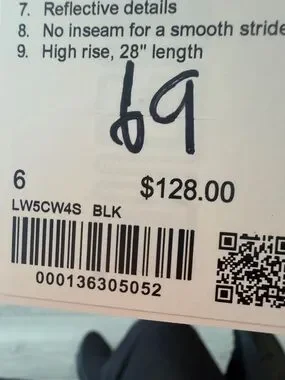 7. Reflective details
8. No inseam for a smooth stride
9. High rise, 28" length
69
6 $128.00
LW5CW4S BLK
000136305052